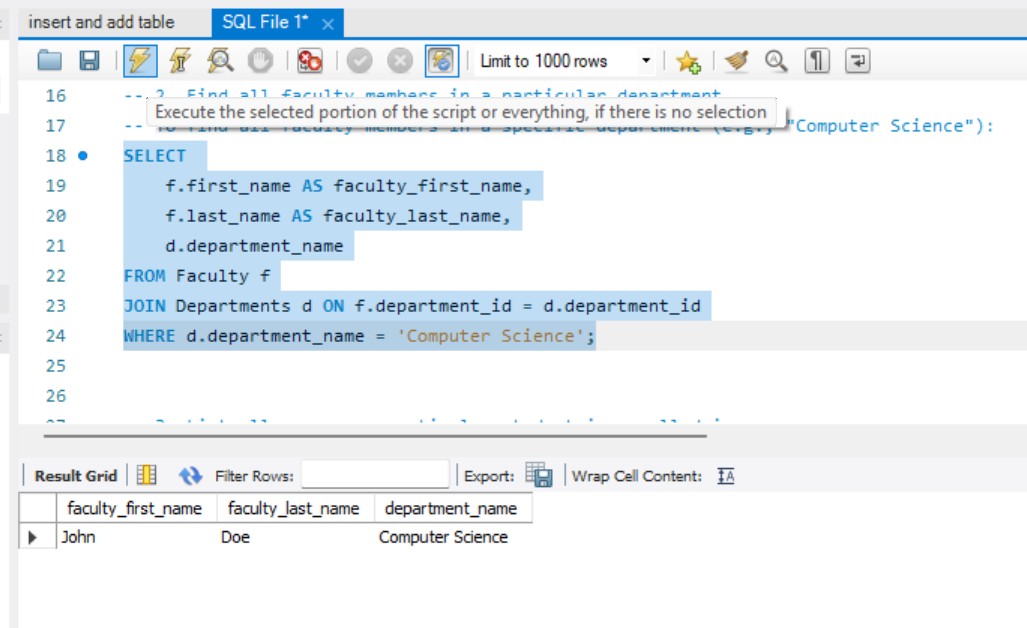 insert and add table SQL File 1*
Limit to 1000 rows
16 -- 2. Find all faculty members in a particular department
Execute the selected portion of the script or everything, if there is no selection
17 -- To find all faculty members in a specific department (e.g., "Computer Science"):
18 SELECT
19 f.first_name AS faculty_first_name,
20 f.last_name AS faculty_last_name,
21 d.department_name
22 FROM Faculty f
23 JOIN Departments d ON f.department_id = d.department_id
24 WHERE d.department_name = 'Computer Science';
25
26
Result Grid Filter Rows: Export: Wrap Cell Content:
faculty_first_name faculty_last_name department_name
John Doe Computer Science